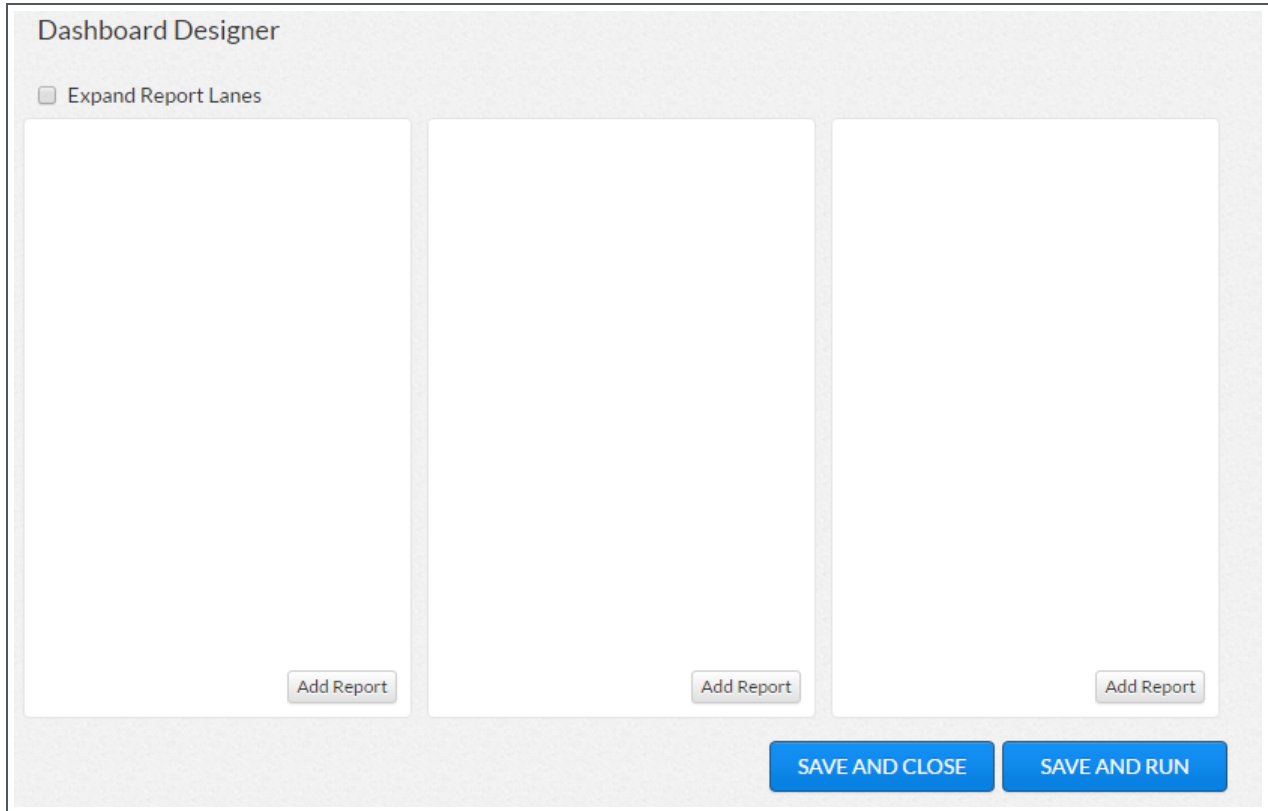 Dashboard Designer
Expand Report Lanes
Add Report
Add Report
Add Report
SAVE AND CLOSE
SAVE AND RUN